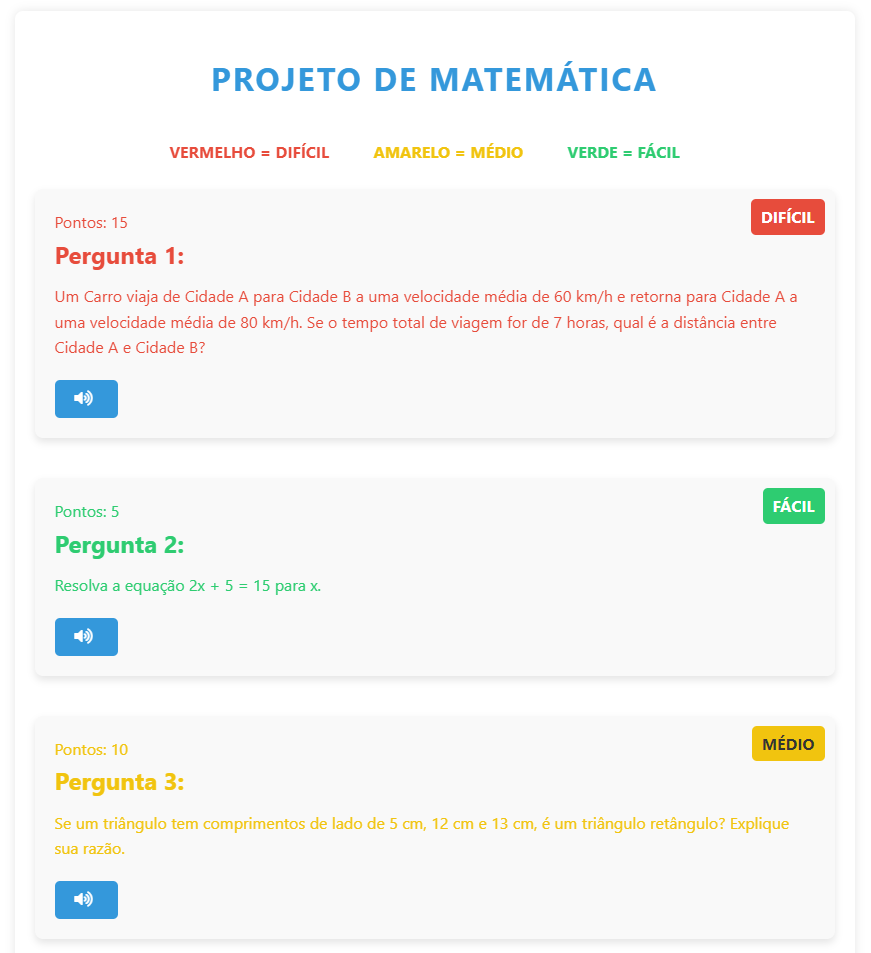 PROJETO DE MATEMÁTICA
VERMELHO = DIFÍCIL AMARELO = MÉDIO VERDE = FÁCIL
DIFÍCIL
Pontos: 15
Pergunta 1:
Um Carro viaja de Cidade A para Cidade B a uma velocidade média de 60 km/h e retorna para Cidade A a
uma velocidade média de 80 km/h. Se o tempo total de viagem for de 7 horas, qual é a distância entre
Cidade A e Cidade B?
FÁCIL
Pontos: 5
Pergunta 2:
Resolva a equação 2x + 5 = 15 para x.
MÉDIO
Pontos: 10
Pergunta 3:
Se um triângulo tem comprimentos de lado de 5 cm, 12 cm e 13 cm, é um triângulo retângulo? Explique
sua razão.